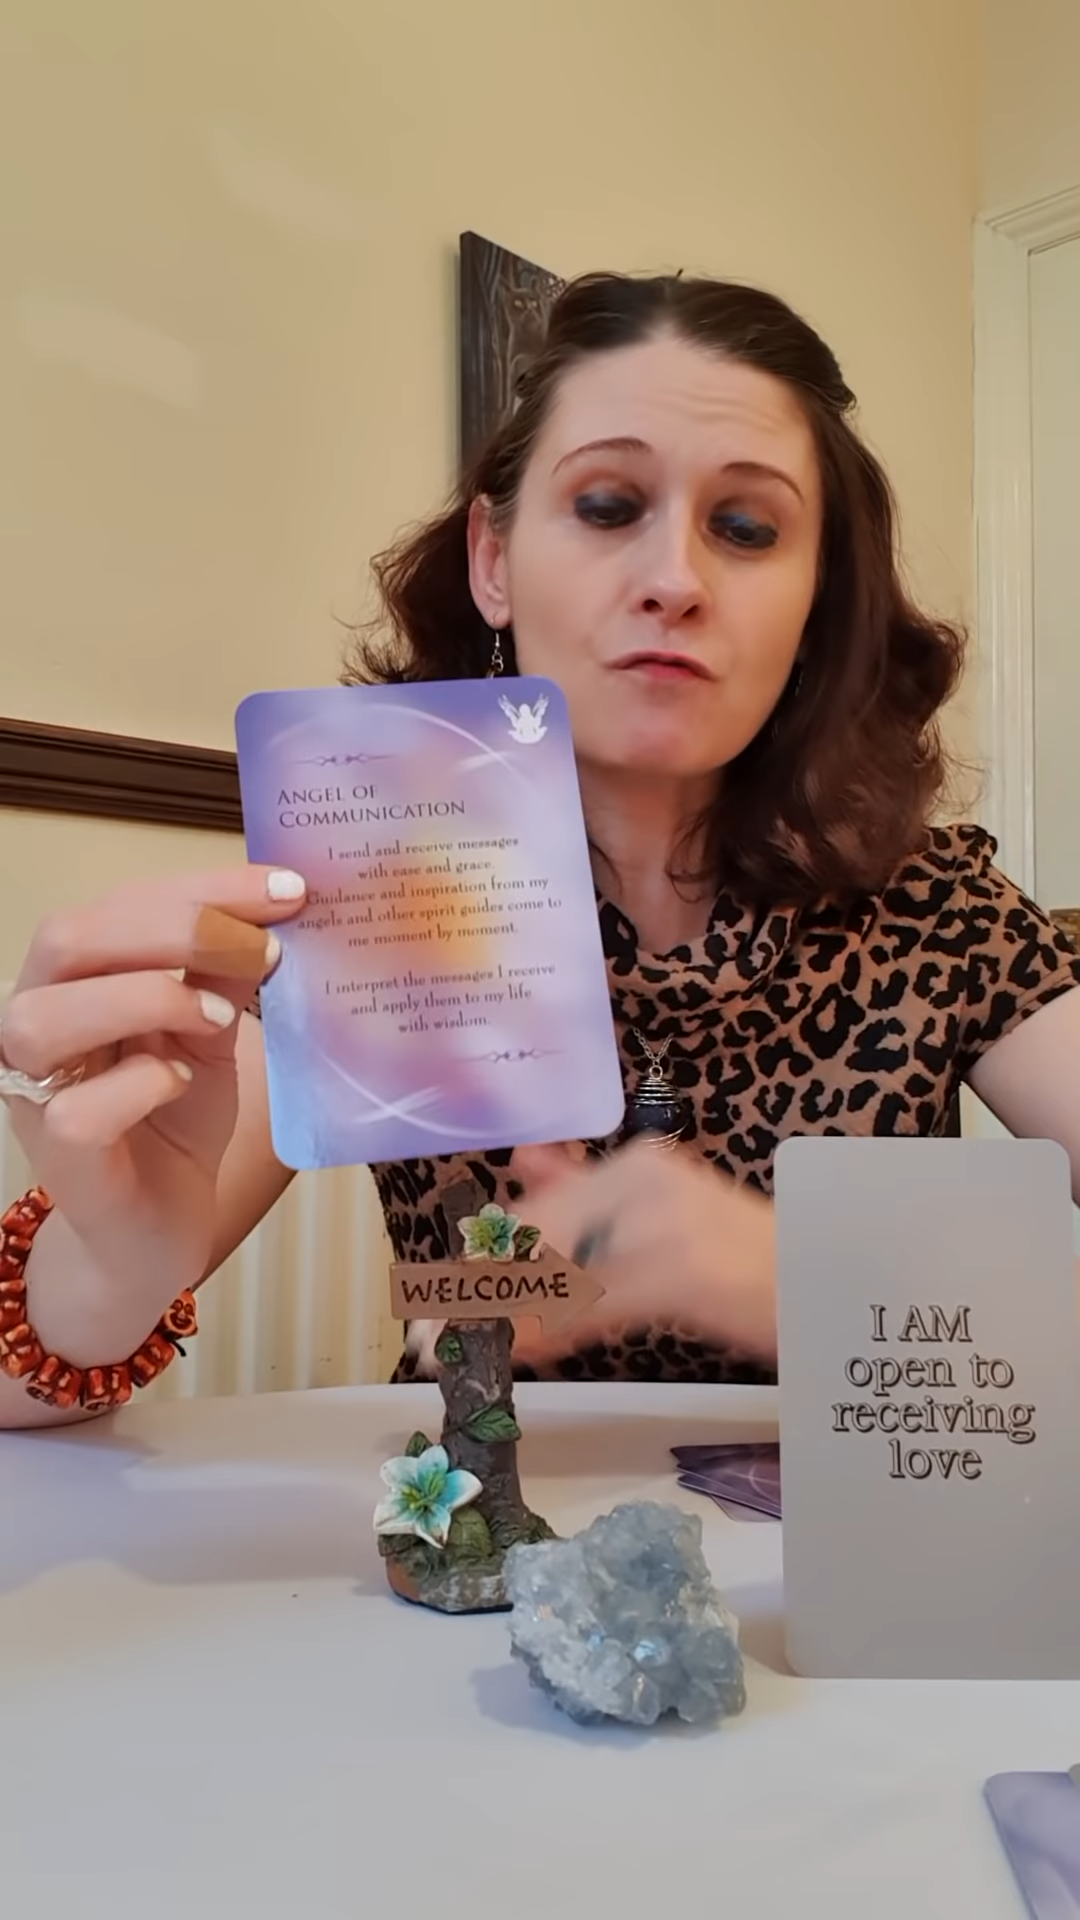 ANGEL OF
COMMUNICATION
I send and receive messages
with ease and grace.
Guidance and inspiration from my
angels and other spirit guides come to
me moment by moment.
I interpret the messages I receive
and apply them to my life
with wisdom.
WELCOME
I AM
open to
receiving
love